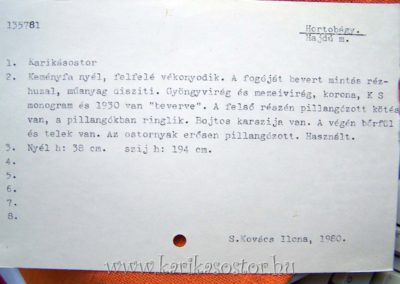 135781
Hortobágy.
Hajdú m.
1. Karikásostor
2. Keményfa nyél, felfelé vékonyodik. A fogóját bevert mintás réz-
huzal, műanyag diszíti. Gyöngyvirág és mezeivirág, korona, K S
monogram és 1930 van "beverve". A felső részén pillangózott kötés
van, a pillangókban ringlik. Bojtos karszija van. A végén bőrfül
és telek van. Az ostornyak erősen pillangózott. Használt.
3. Nyél h: 38 cm. szij h: 194 cm.
4.
5.
6.
7.
8.
S.Kovács Ilona, 1980.
www.karikasostor.hu